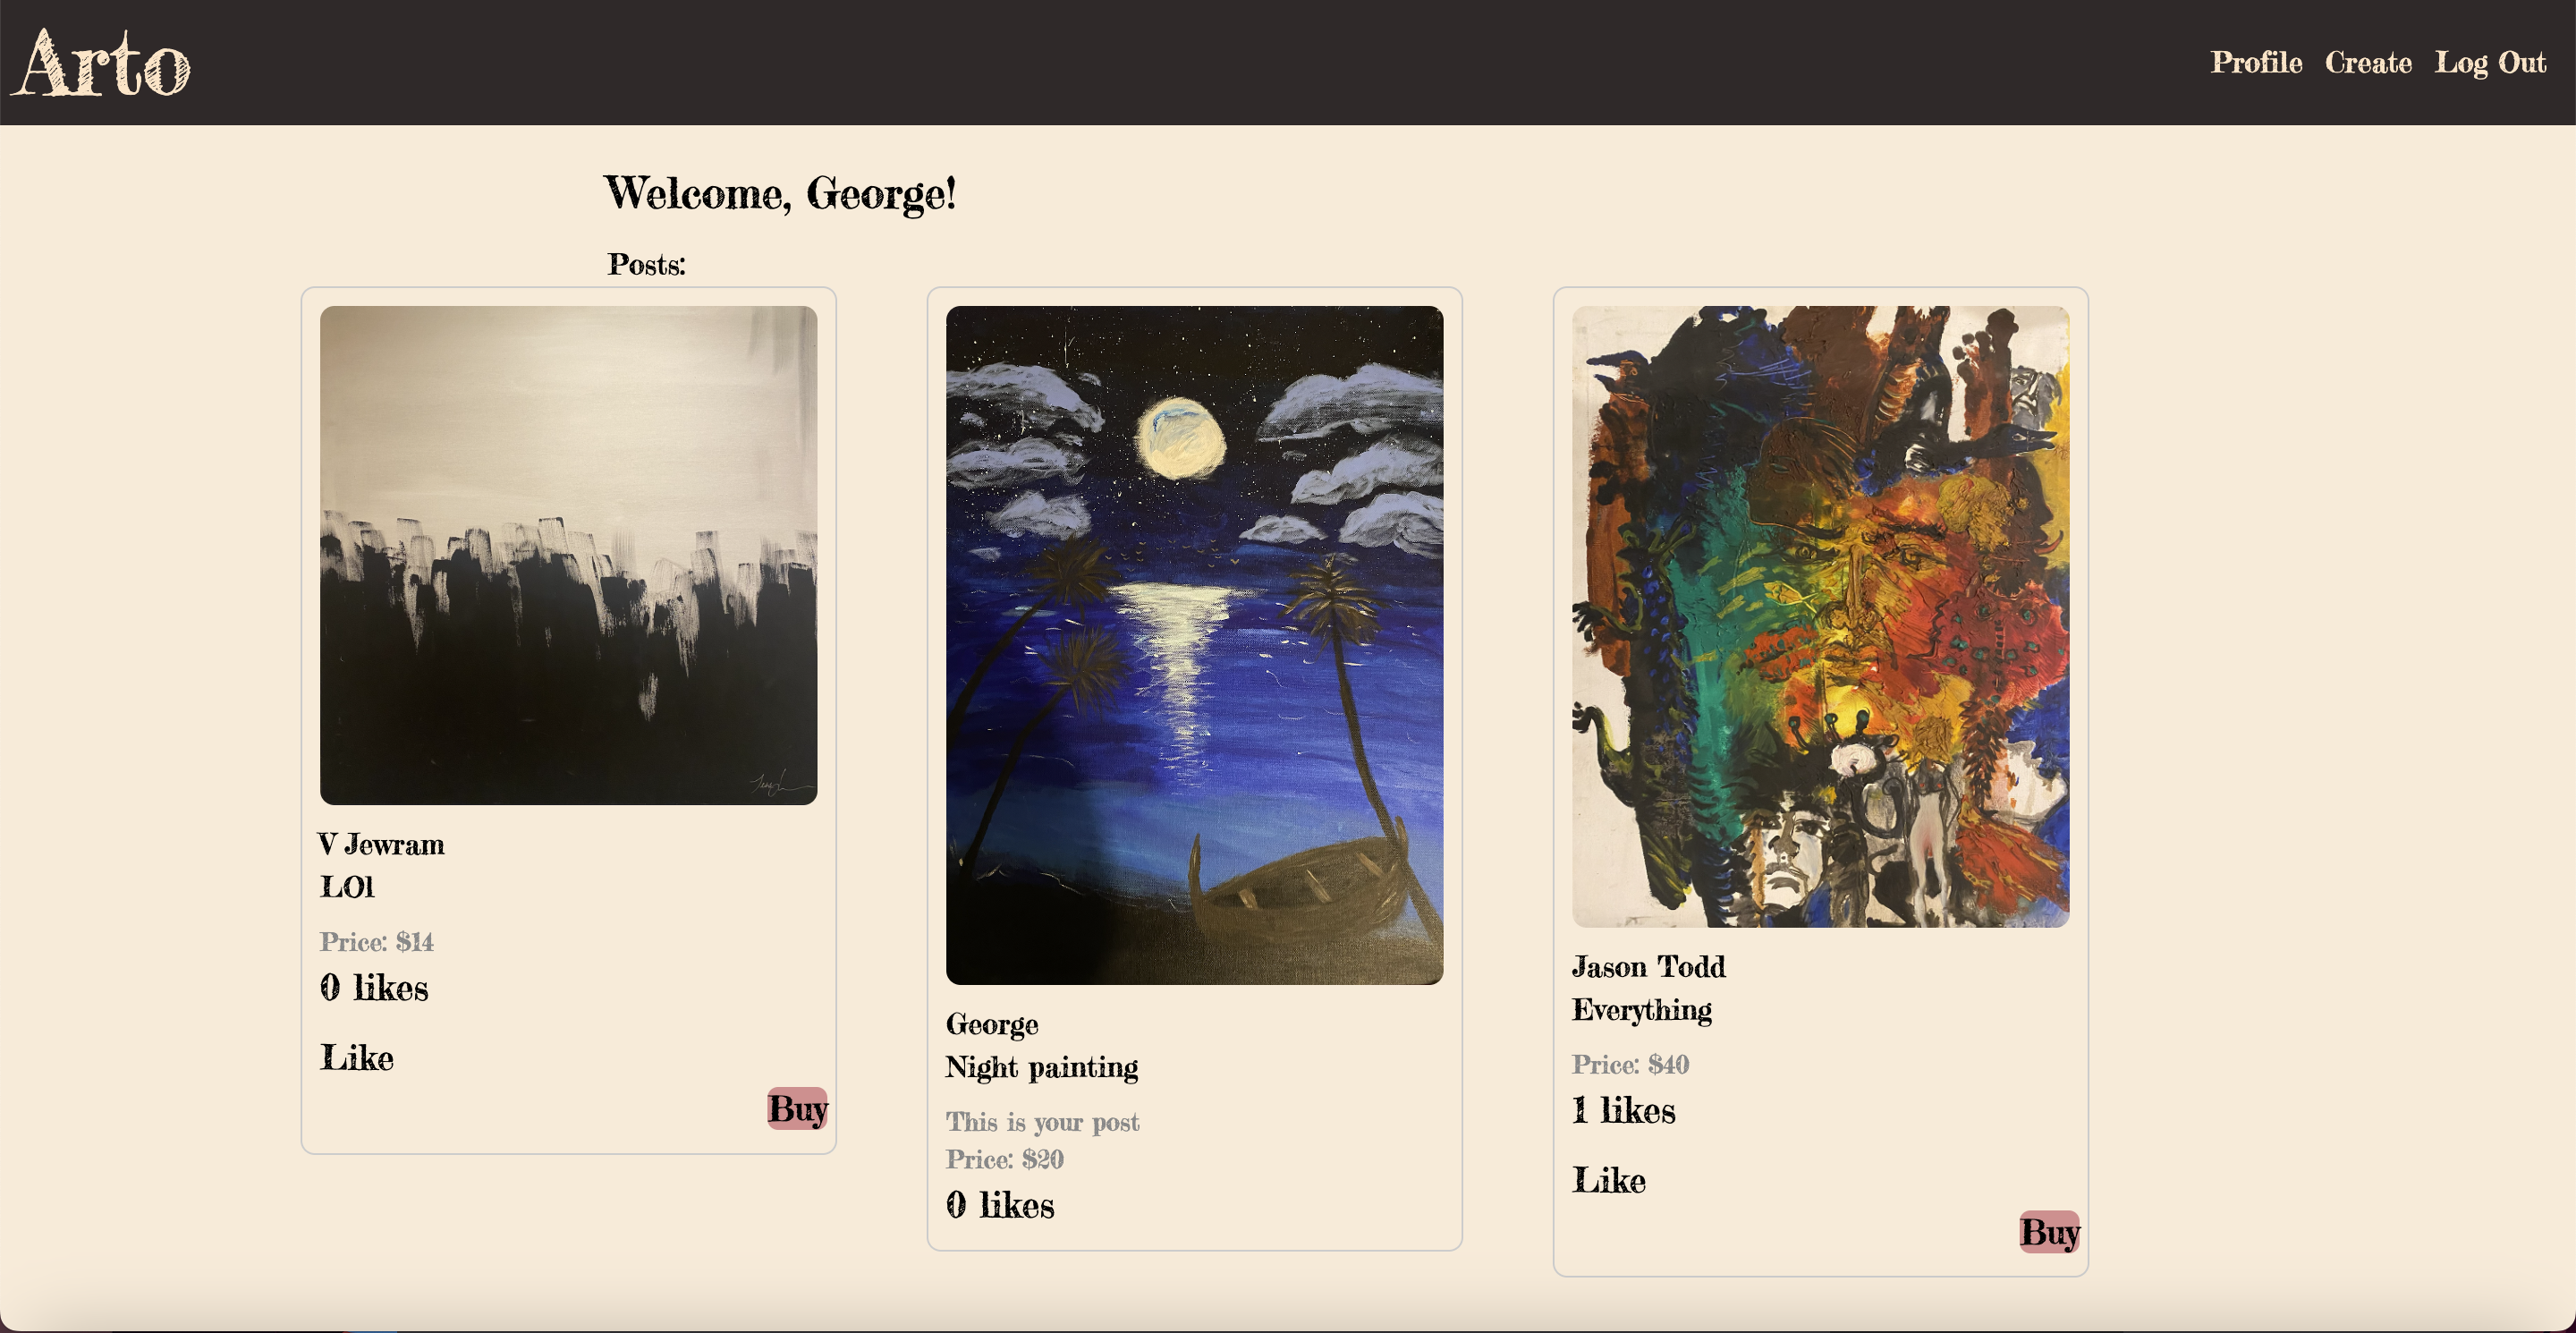 Arto
Profile Create Log Out
Welcome, George!
Posts:
V Jewram
LOl
Price: $14
0 likes
Like
Buy
George
Night painting
This is your post
Price: $20
0 likes
Jason Todd
Everything
Price: $40
1 likes
Like
Buy